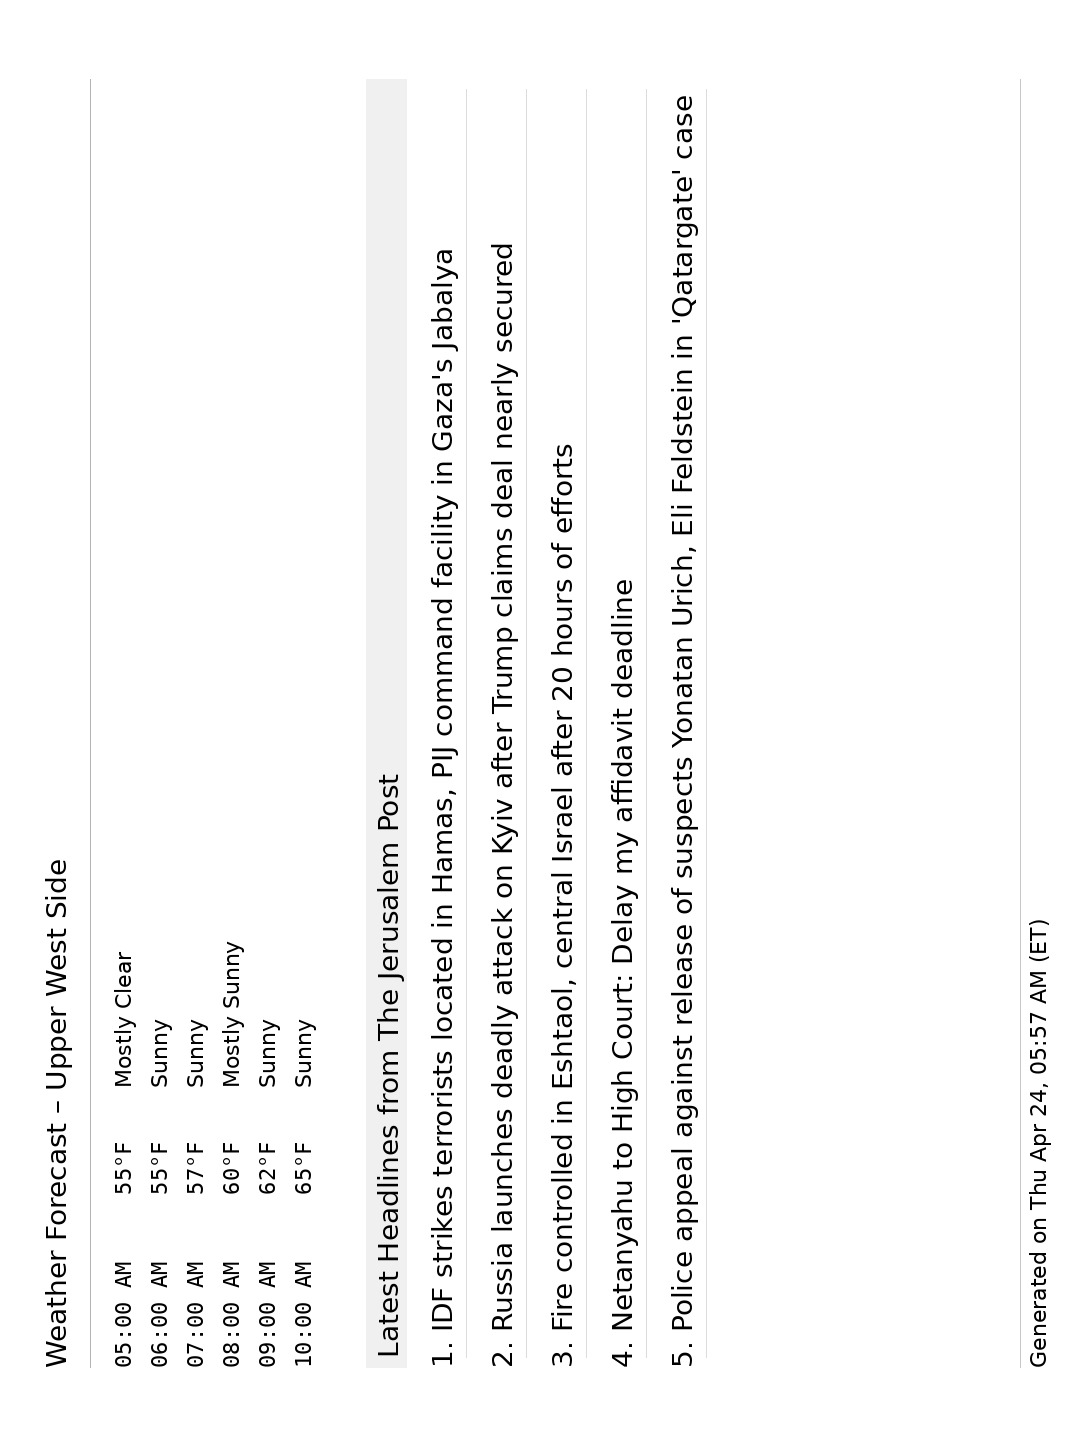 Weather Forecast – Upper West Side
05:00 AM 55°F Mostly Clear
06:00 AM 55°F Sunny
07:00 AM 57°F Sunny
08:00 AM 60°F Mostly Sunny
09:00 AM 62°F Sunny
10:00 AM 65°F Sunny
Latest Headlines from The Jerusalem Post
1. IDF strikes terrorists located in Hamas, PIJ command facility in Gaza's Jabalya
2. Russia launches deadly attack on Kyiv after Trump claims deal nearly secured
3. Fire controlled in Eshtaol, central Israel after 20 hours of efforts
4. Netanyahu to High Court: Delay my affidavit deadline
5. Police appeal against release of suspects Yonatan Urich, Eli Feldstein in 'Qatargate' case
Generated on Thu Apr 24, 05:57 AM (ET)